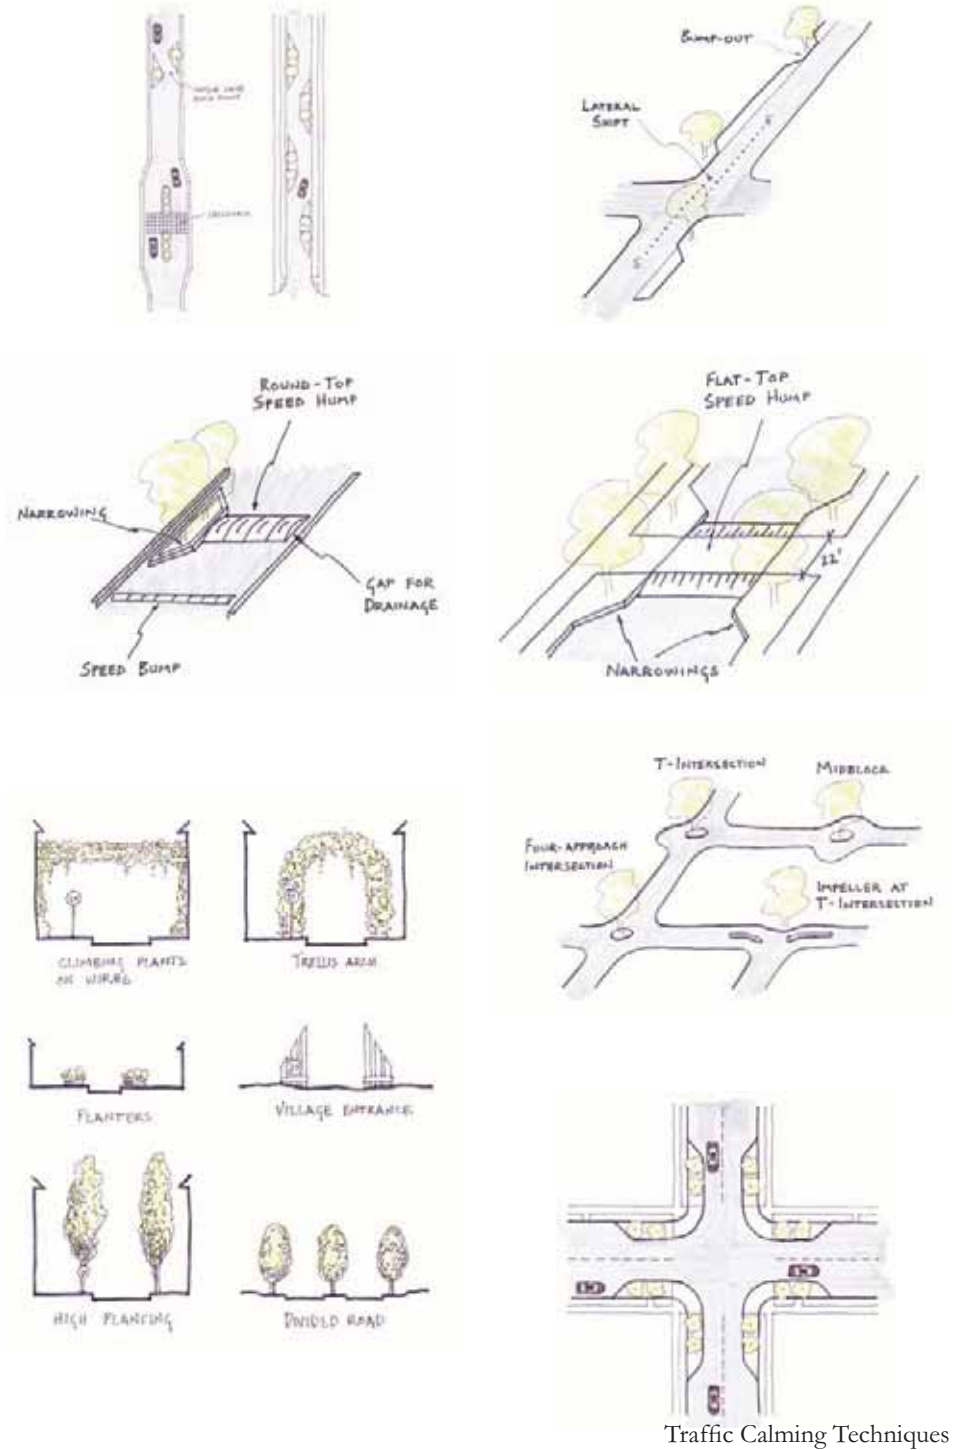 BUMP-OUT
LATERAL
SHIFT
ROUND-TOP
SPEED HUMP
NARROWING
GAP FOR
DRAINAGE
SPEED BUMP
FLAT-TOP
SPEED HUMP
22'
NARROWINGS
T-INTERSECTION
MIDBLOCK
FOUR-APPROACH
INTERSECTION
IMPELLER AT
T-INTERSECTION
CLIMBING PLANTS
ON WIRES
TRELLIS ARCH
PLANTERS
VILLAGE ENTRANCE
HIGH PLANTING
DIVIDED ROAD
Traffic Calming Techniques